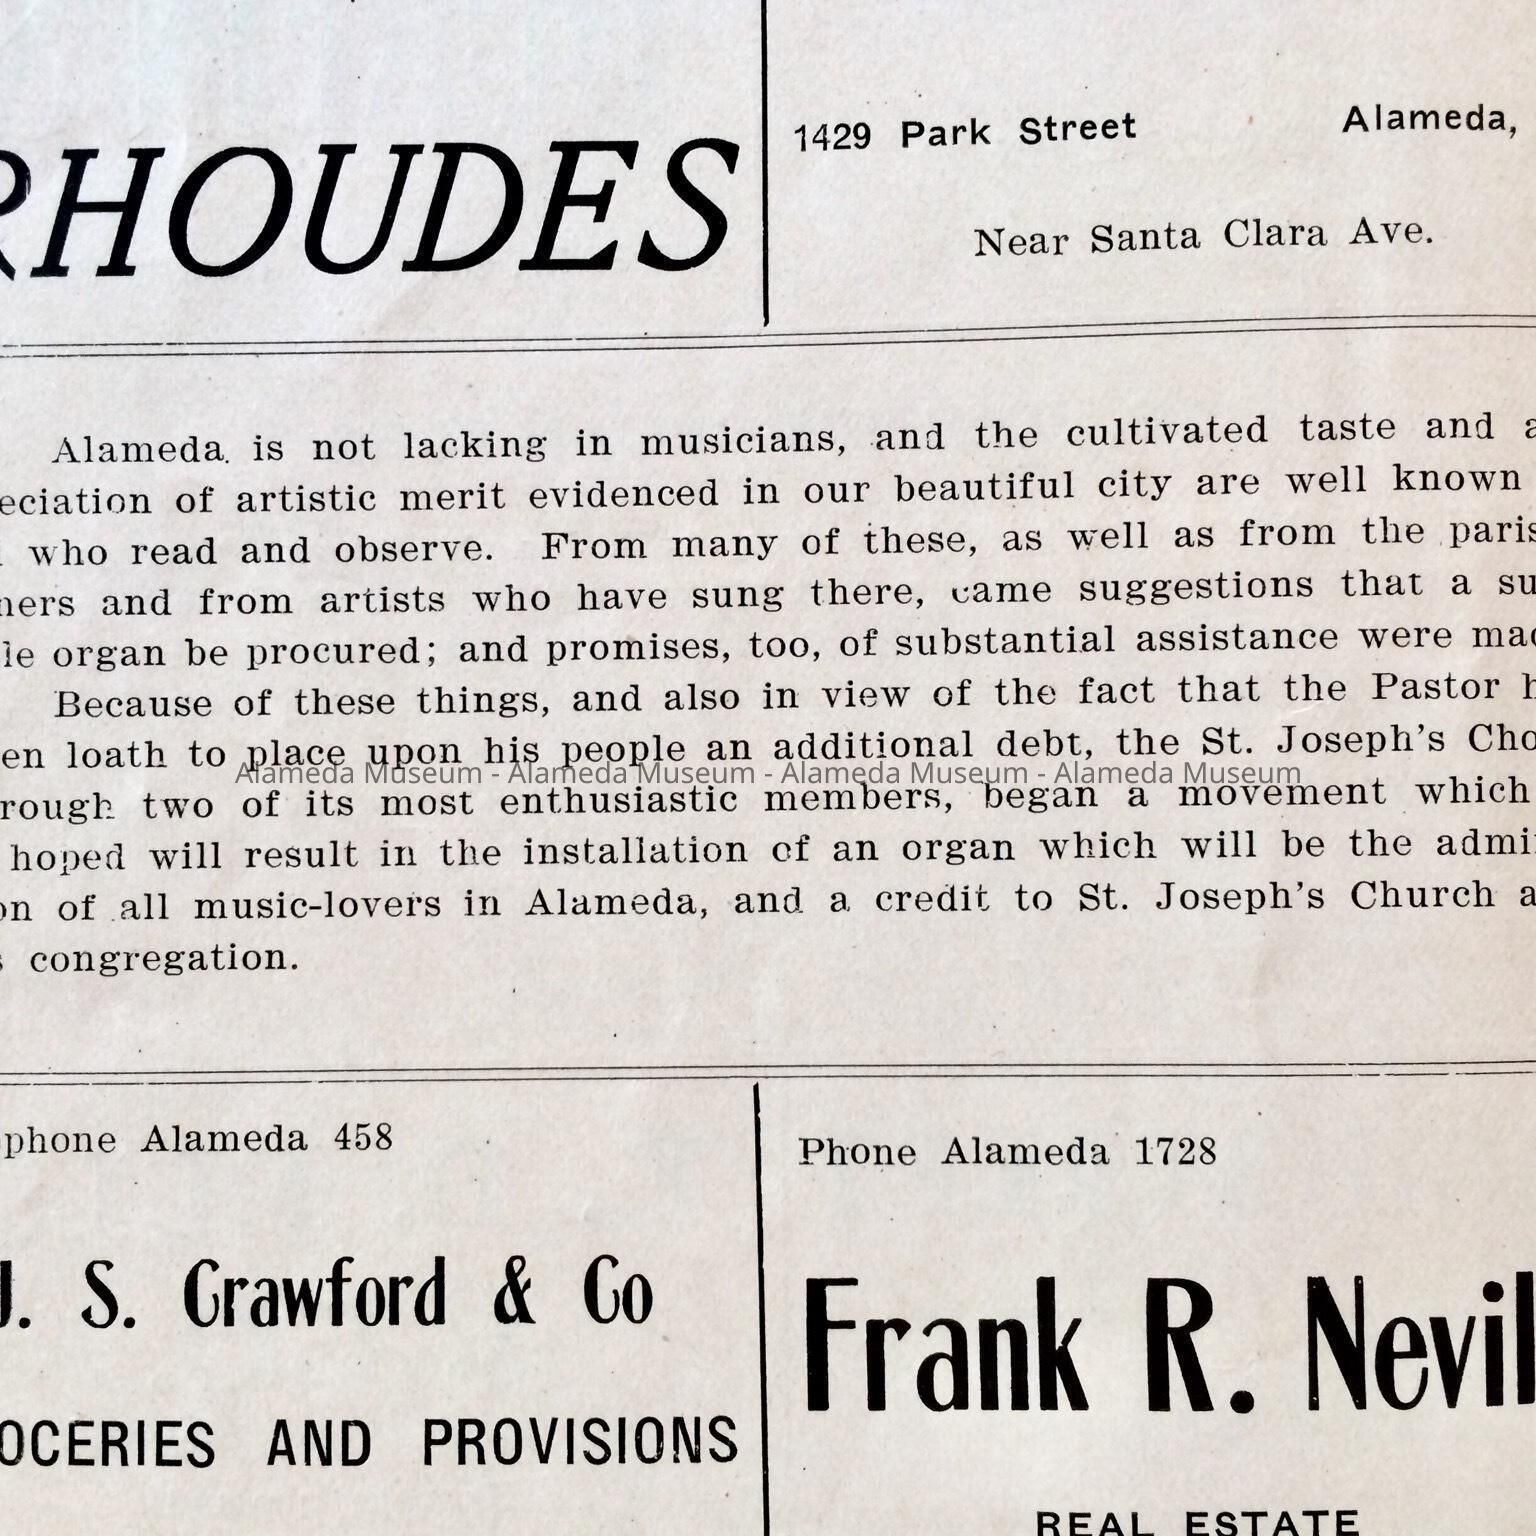 RHOUDES
1429 Park Street Alameda,
Near Santa Clara Ave.
Alameda is not lacking in musicians, and the cultivated taste and a
eciation of artistic merit evidenced in our beautiful city are well known
who read and observe. From many of these, as well as from the paris
ners and from artists who have sung there, came suggestions that a su
le organ be procured; and promises, too, of substantial assistance were mad
Because of these things, and also in view of the fact that the Pastor h
en loath to place upon his people an additional debt, the St. Joseph's Cho
Alameda Museum - Alameda Museum - Alameda Museum - Alameda Museum
rough two of its most enthusiastic members, began a movement which
hoped will result in the installation of an organ which will be the admi
on of all music-lovers in Alameda, and a credit to St. Joseph's Church a
s congregation.
phone Alameda 458
J. S. Crawford & Co
OCERIES AND PROVISIONS
Phone Alameda 1728
Frank R. Nevil
REAL ESTATE